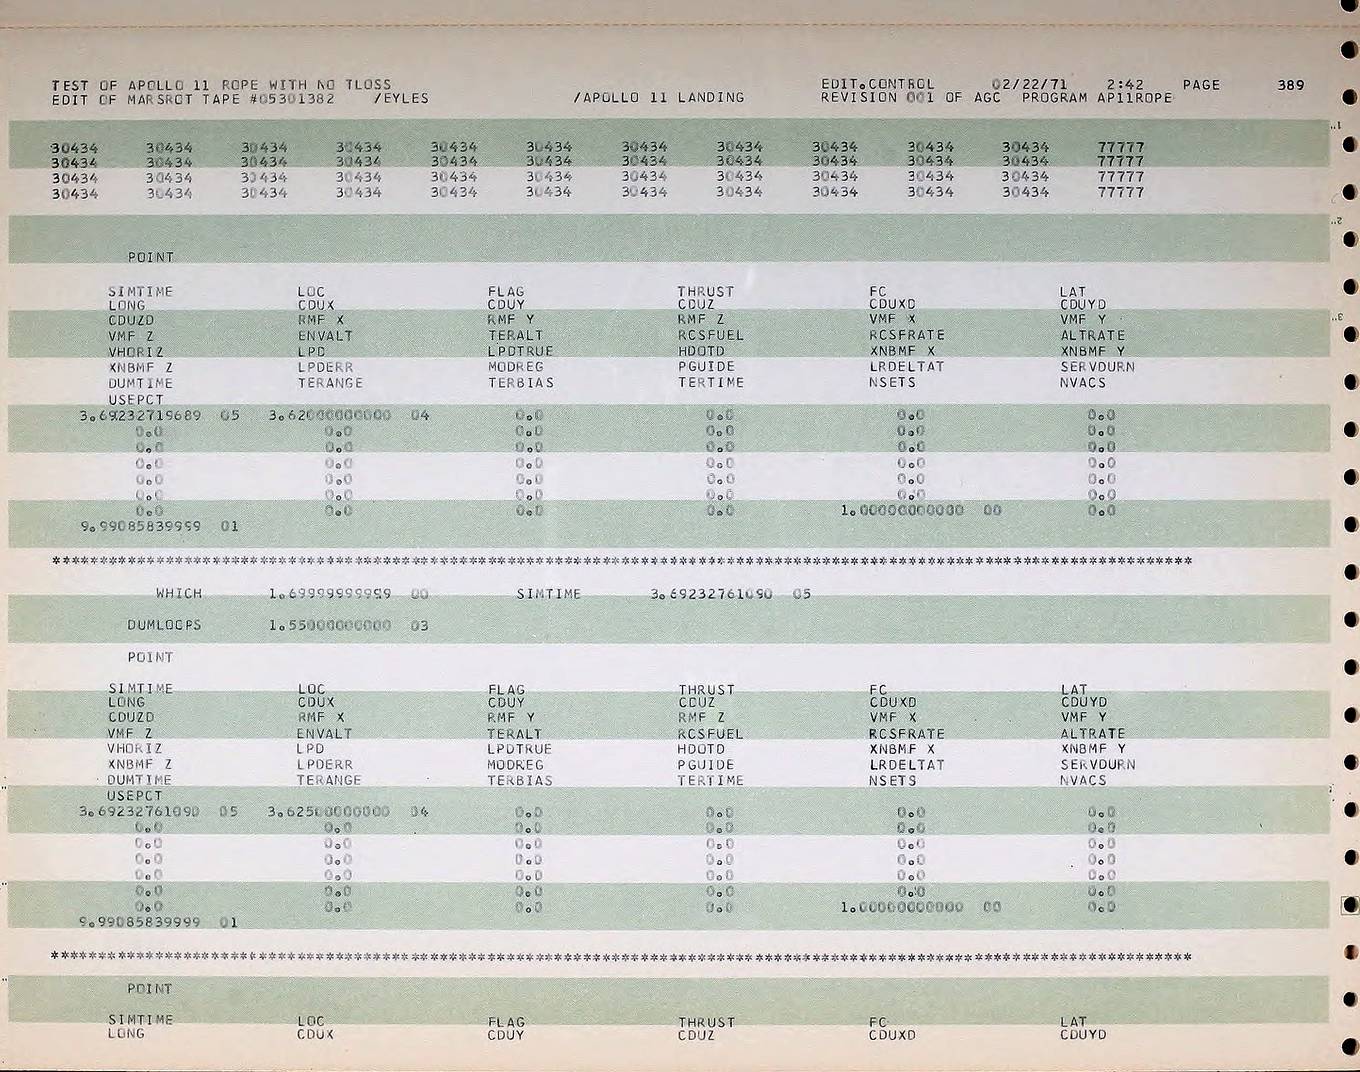 TEST OF APOLLO 11 ROPE WITH NO TLOSS EDIT.CONTROL 02/22/71 2:42 PAGE 389
EDIT OF MARSROT TAPE #05301382 /EYLES /APOLLO 11 LANDING REVISION 001 OF AGC PROGRAM AP11ROPE
30434 30434 30434 30434 30434 30434 30434 30434 30434 30434 30434 77777
30434 30434 30434 30434 30434 30434 30434 30434 30434 30434 30434 77777
30434 30434 30434 30434 30434 30434 30434 30434 30434 30434 30434 77777
30434 30434 30434 30434 30434 30434 30434 30434 30434 30434 30434 77777
POINT
SIMTIME LOC FLAG THRUST FC LAT
LONG CDUX CDUY CDUZ CDUXD CDUYD
CDUZD RMF X RMF Y RMF Z VMF X VMF Y
VMF Z ENVALT TERALT RCSFUEL RCSFRATE ALTRATE
VHORIZ LPD LPDTRUE HDOTD XNBMF X XNBMF Y
XNBMF Z LPDERR MODREG PGUIDE LRDELTAT SERVDURN
DUMTIME TERANGE TERBIAS TERTIME NSETS NVACS
USEPCT
3.69232719689 05 3.62000000000 04 0.0 0.0 0.0 0.0
0.0 0.0 0.0 0.0 0.0 0.0
0.0 0.0 0.0 0.0 0.0 0.0
0.0 0.0 0.0 0.0 0.0 0.0
0.0 0.0 0.0 0.0 0.0 0.0
0.0 0.0 0.0 0.0 0.0 0.0
0.0 0.0 0.0 0.0 1.00000000000 00 0.0
9.99085839999 01
************************************************************************************************************************
WHICH 1.69999999999 00 SIMTIME 3.69232761090 05
DUMLOOPS 1.55000000000 03
POINT
SIMTIME LOC FLAG THRUST FC LAT
LONG CDUX CDUY CDUZ CDUXD CDUYD
CDUZD RMF X RMF Y RMF Z VMF X VMF Y
VMF Z ENVALT TERALT RCSFUEL RCSFRATE ALTRATE
VHORIZ LPD LPDTRUE HDOTD XNBMF X XNBMF Y
XNBMF Z LPDERR MODREG PGUIDE LRDELTAT SERVDURN
DUMTIME TERANGE TERBIAS TERTIME NSETS NVACS
USEPCT
3.69232761090 05 3.62500000000 04 0.0 0.0 0.0 0.0
0.0 0.0 0.0 0.0 0.0 0.0
0.0 0.0 0.0 0.0 0.0 0.0
0.0 0.0 0.0 0.0 0.0 0.0
0.0 0.0 0.0 0.0 0.0 0.0
0.0 0.0 0.0 0.0 0.0 0.0
0.0 0.0 0.0 0.0 1.00000000000 00 0.0
9.99085839999 01
************************************************************************************************************************
POINT
SIMTIME LOC FLAG THRUST FC LAT
LONG CDUX CDUY CDUZ CDUXD CDUYD